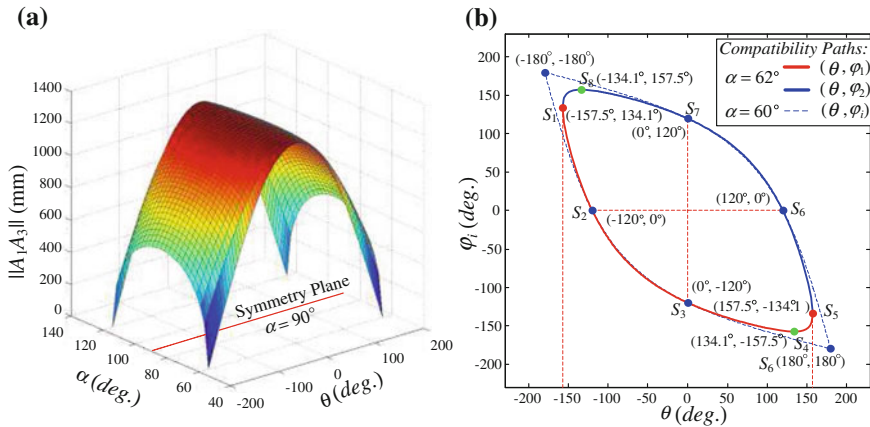 (a)
1400
1200
1000
800
600
400
200
0
||A₁A₃|| (mm)
140
120
100
80
60
40
α (deg.)
-200
-100
0
100
200
θ (deg.)
Symmetry Plane
α = 90°
(b)
200
150
100
50
0
-50
-100
-150
-200
φᵢ (deg.)
-200 -150 -100 -50 0 50 100 150 200
θ (deg.)
Compatibility Paths:
α = 62° (θ, φ₁)
(θ, φ₂)
α = 60° (θ, φᵢ)
(-180°, -180°)
S₈ (-134.1°, 157.5°)
S₁ (-157.5°, 134.1°)
S₇
(0°, 120°)
(120°, 0°)
S₆
S₂ (-120°, 0°)
(0°, -120°)
S₃
(157.5°, -134°1) S₅
(134.1°, -157.5°) S₄
S₆ (180°, 180°)